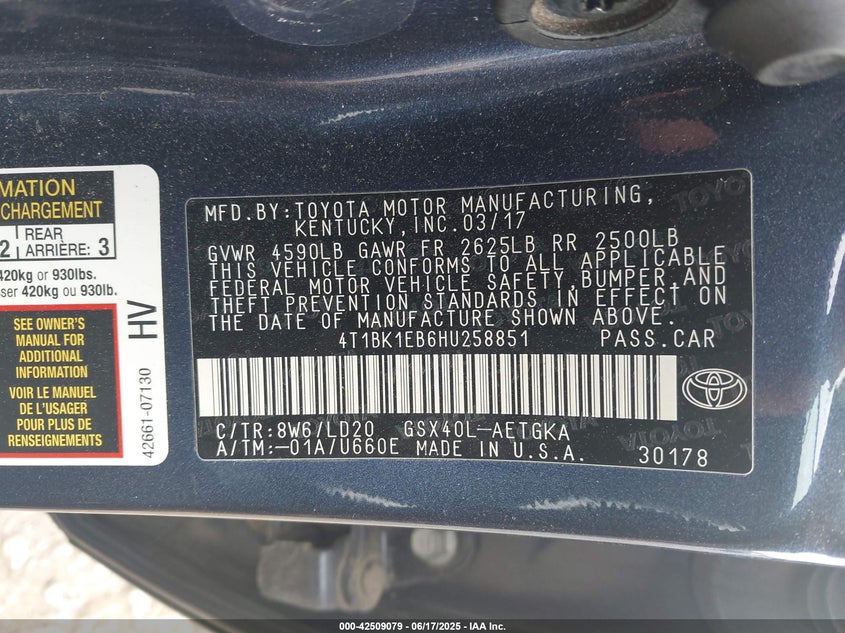 MATION
CHARGEMENT
2 REAR ARRIÈRE: 3
420kg or 930lbs.
ser 420kg ou 930lb.
SEE OWNER'S
MANUAL FOR
ADDITIONAL
INFORMATION
VOIR LE MANUEL
DE L'USAGER
POUR PLUS DE
RENSEIGNEMENTS
HV
42661-07130
MFD.BY:TOYOTA MOTOR MANUFACTURING,
KENTUCKY,INC.03/17
GVWR 4590LB GAWR FR 2625LB RR 2500LB
THIS VEHICLE CONFORMS TO ALL APPLICABLE
FEDERAL MOTOR VEHICLE SAFETY,BUMPER,AND
THEFT PREVENTION STANDARDS IN EFFECT ON
THE DATE OF MANUFACTURE SHOWN ABOVE.
4T1BK1EB6HU258851 PASS.CAR
C/TR:8W6/LD20 GSX40L-AETGKA
A/TM:-01A/U660E MADE IN U.S.A. 30178
000-42509079 - 06/17/2025 - IAA Inc.